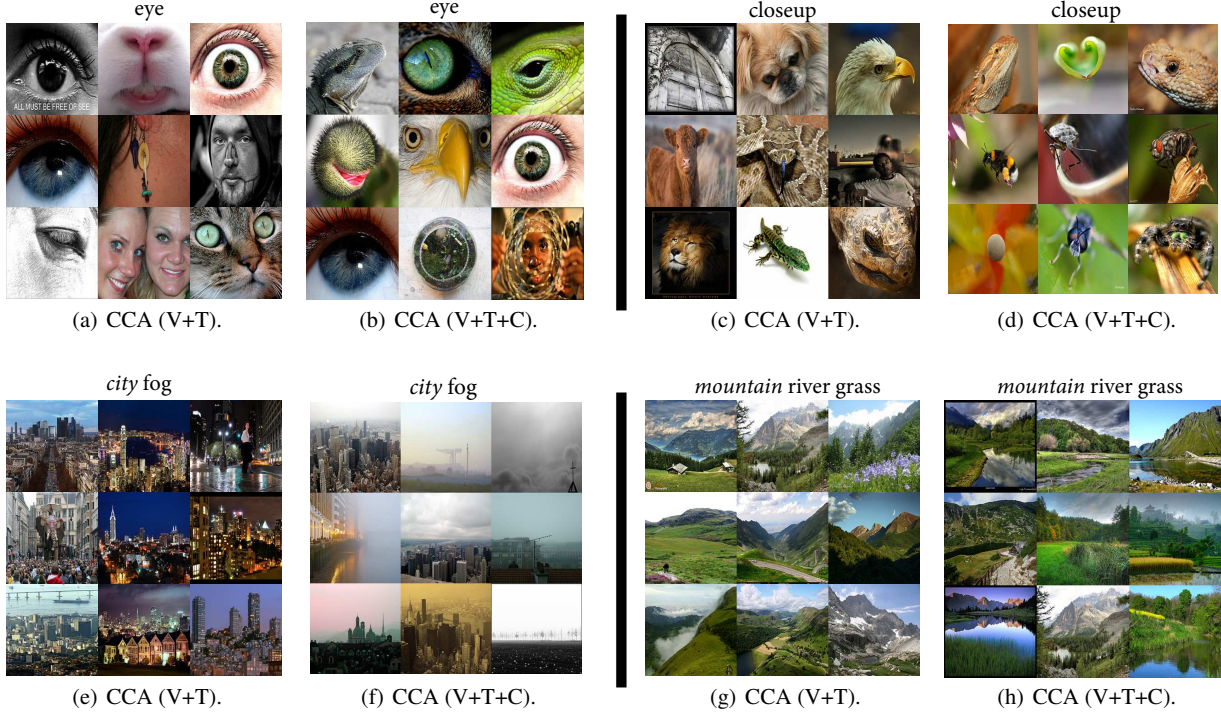 eye
eye
closeup
closeup
ALL MUST BE FREE OF SEE
(a) CCA (V+T).
(b) CCA (V+T+C).
(c) CCA (V+T).
(d) CCA (V+T+C).
city fog
city fog
mountain river grass
mountain river grass
(e) CCA (V+T).
(f) CCA (V+T+C).
(g) CCA (V+T).
(h) CCA (V+T+C).